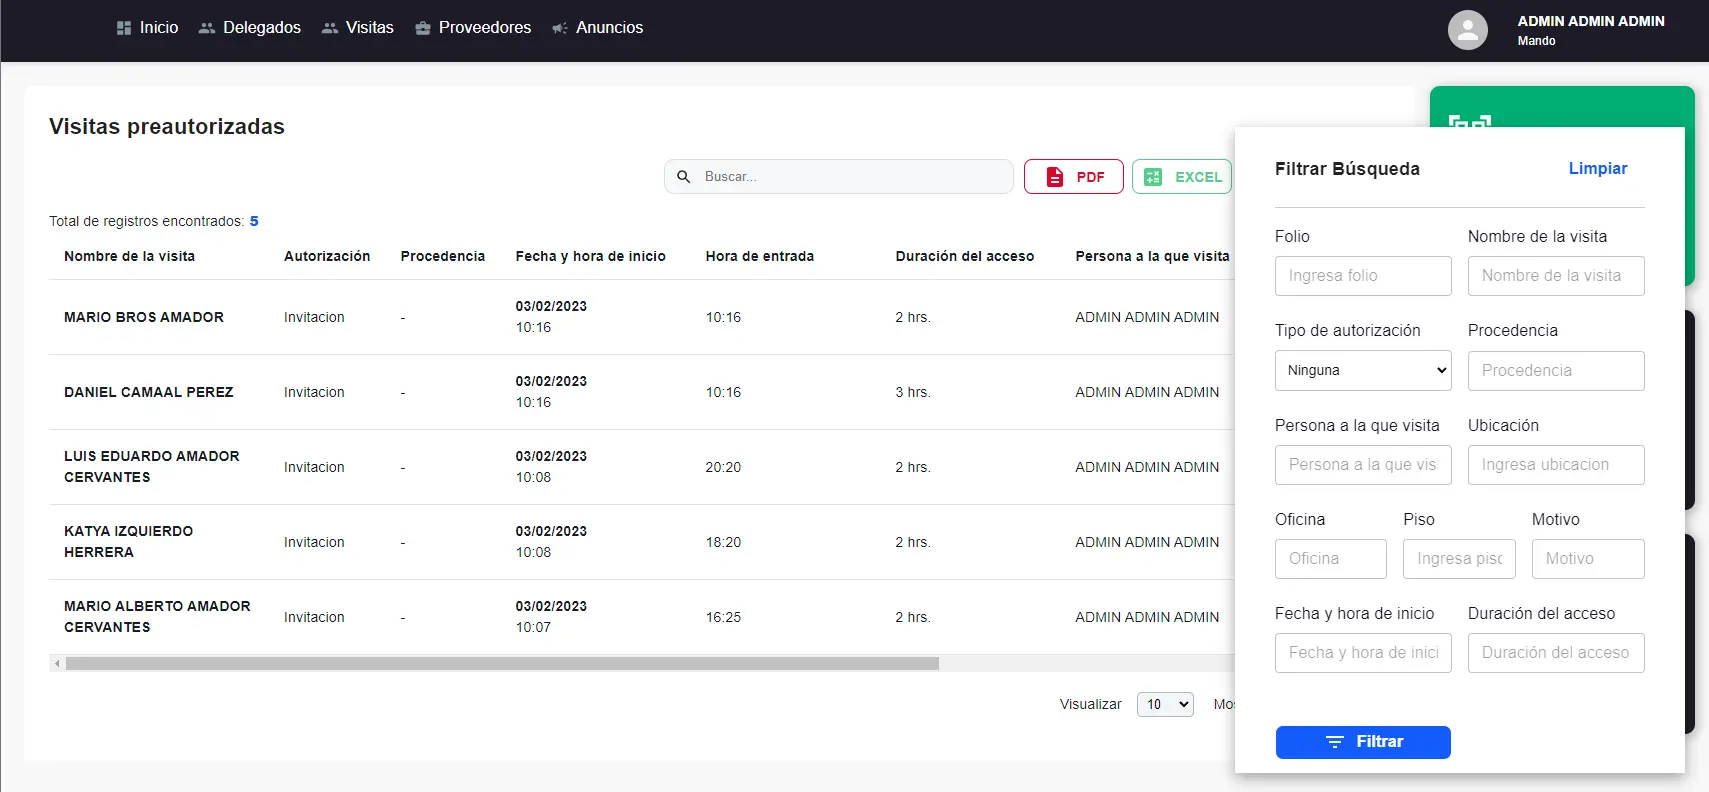 Inicio Delegados Visitas Proveedores Anuncios
ADMIN ADMIN ADMIN
Mando
Visitas preautorizadas
Buscar... PDF EXCEL
Total de registros encontrados: 5
Nombre de la visita Autorización Procedencia Fecha y hora de inicio Hora de entrada Duración del acceso Persona a la que visita
MARIO BROS AMADOR Invitacion - 03/02/2023 10:16 10:16 2 hrs. ADMIN ADMIN ADMIN
DANIEL CAMAAL PEREZ Invitacion - 03/02/2023 10:16 10:16 3 hrs. ADMIN ADMIN ADMIN
LUIS EDUARDO AMADOR CERVANTES Invitacion - 03/02/2023 10:08 20:20 2 hrs. ADMIN ADMIN ADMIN
KATYA IZQUIERDO HERRERA Invitacion - 03/02/2023 10:08 18:20 2 hrs. ADMIN ADMIN ADMIN
MARIO ALBERTO AMADOR CERVANTES Invitacion - 03/02/2023 10:07 16:25 2 hrs. ADMIN ADMIN ADMIN
Visualizar 10
Filtrar Búsqueda Limpiar
Folio Nombre de la visita
Ingresa folio Nombre de la visita
Tipo de autorización Procedencia
Ninguna Procedencia
Persona a la que visita Ubicación
Persona a la que vis Ingresa ubicacion
Oficina Piso Motivo
Oficina Ingresa piso Motivo
Fecha y hora de inicio Duración del acceso
Fecha y hora de inici Duración del acceso
Filtrar